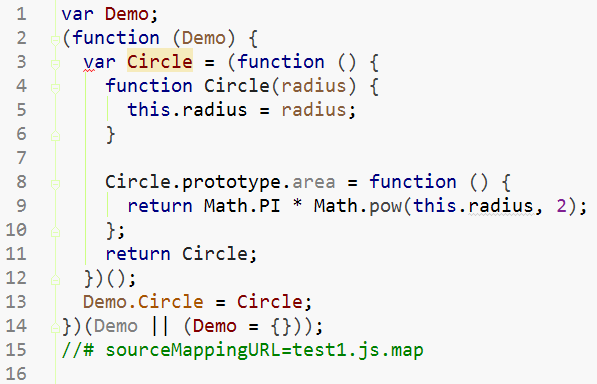 1 var Demo;
2 (function (Demo) {
3 var Circle = (function () {
4 function Circle(radius) {
5 this.radius = radius;
6 }
7
8 Circle.prototype.area = function () {
9 return Math.PI * Math.pow(this.radius, 2);
10 };
11 return Circle;
12 })();
13 Demo.Circle = Circle;
14 })(Demo || (Demo = {}));
15 //# sourceMappingURL=test1.js.map
16